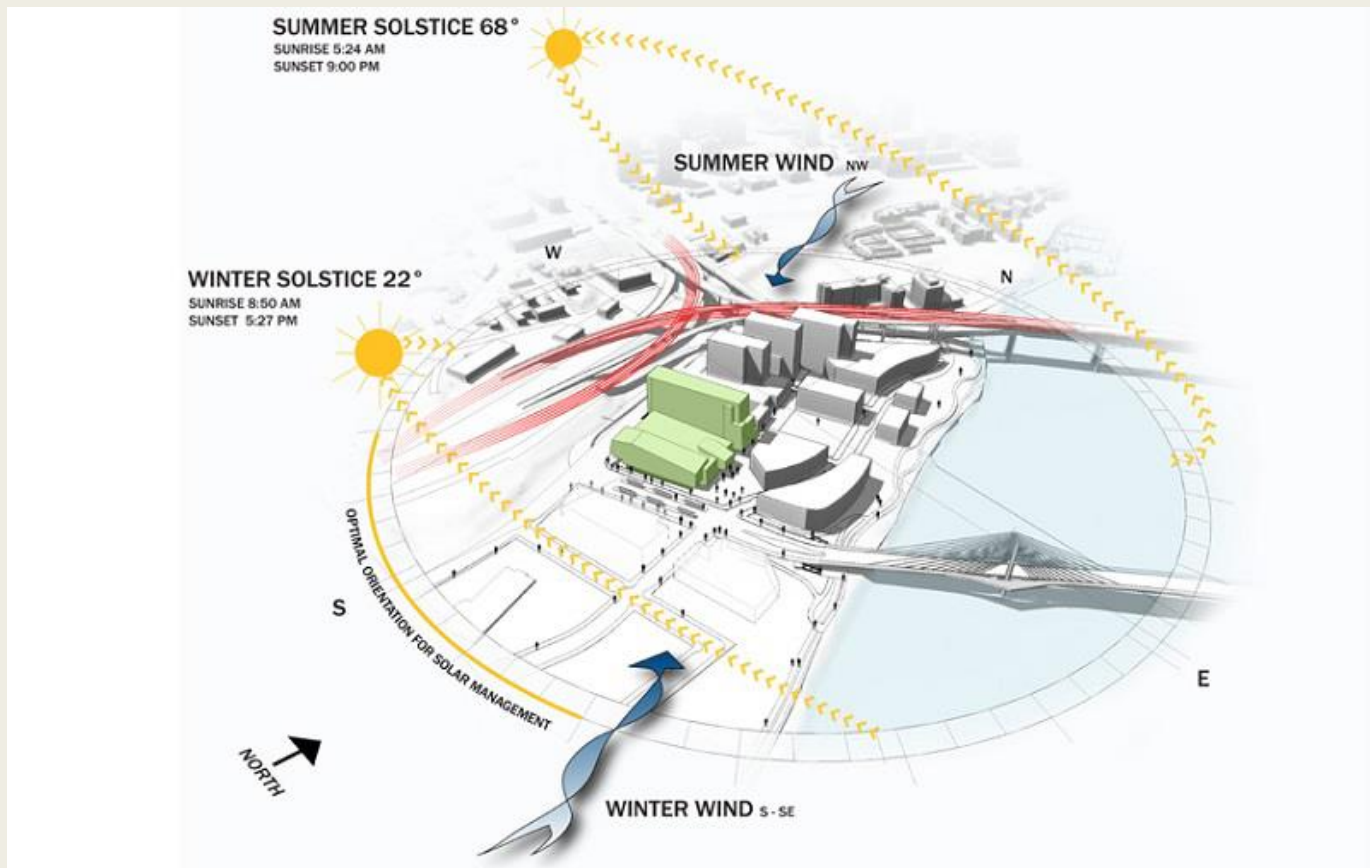 SUMMER SOLSTICE 68°
SUNRISE 5:24 AM
SUNSET 9:00 PM
SUMMER WIND NW
W
N
WINTER SOLSTICE 22°
SUNRISE 8:50 AM
SUNSET 5:27 PM
S
OPTIMAL ORIENTATION FOR SOLAR MANAGEMENT
E
NORTH
WINTER WIND S - SE